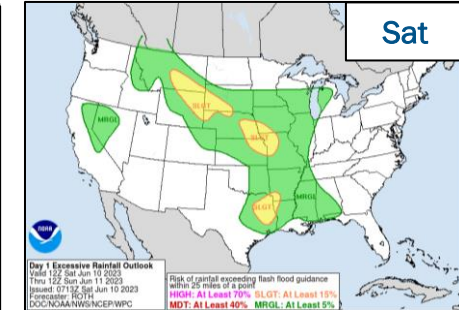 Sat
MRGL
SLGT
SLGT
MRGL
SLGT
NOAA
Day 1 Excessive Rainfall Outlook
Valid 12Z Sat Jun 10 2023
Thru 12Z Sun Jun 11 2023
Issued: 0713Z Sat Jun 10 2023
Forecaster: ROTH
DOC/NOAA/NWS/NCEP/WPC
Risk of rainfall exceeding flash flood guidance
within 25 miles of a point
HIGH: At Least 70% SLGT: At Least 15%
MDT: At Least 40% MRGL: At Least 5%